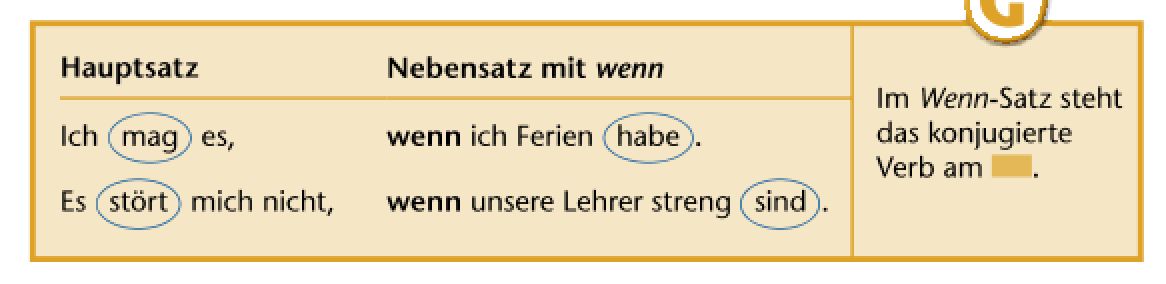 G
Hauptsatz Nebensatz mit wenn
Ich mag es, wenn ich Ferien habe.
Es stört mich nicht, wenn unsere Lehrer streng sind.
Im Wenn-Satz steht
das konjugierte
Verb am .